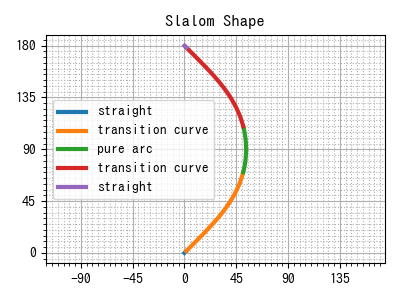 Slalom Shape
180
135
90
45
0
straight
transition curve
pure arc
transition curve
straight
−90 −45 0 45 90 135